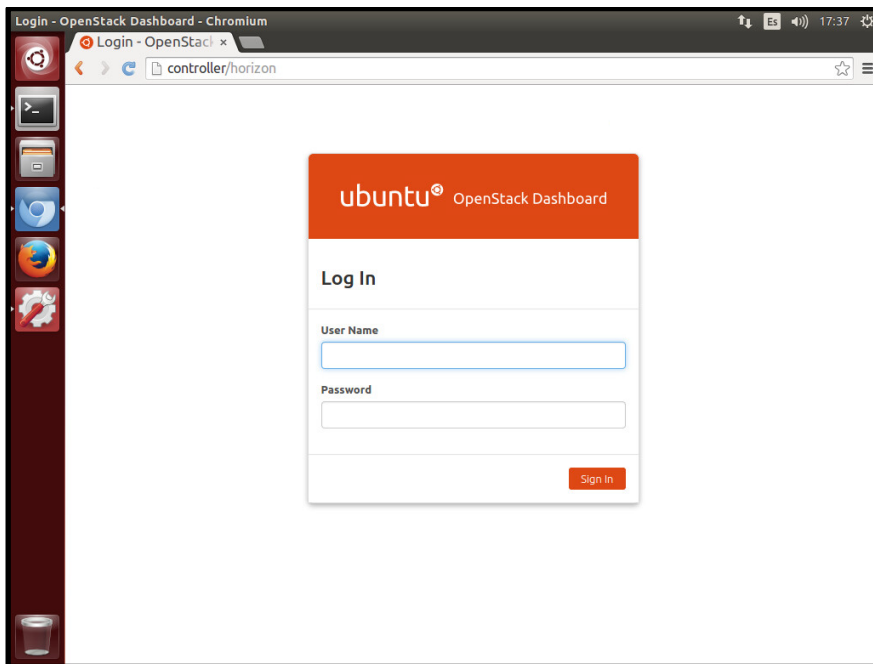 Login - OpenStack Dashboard - Chromium
Es 17:37
Login - OpenStack ×
controller/horizon
ubuntu OpenStack Dashboard
Log In
User Name
Password
Sign In